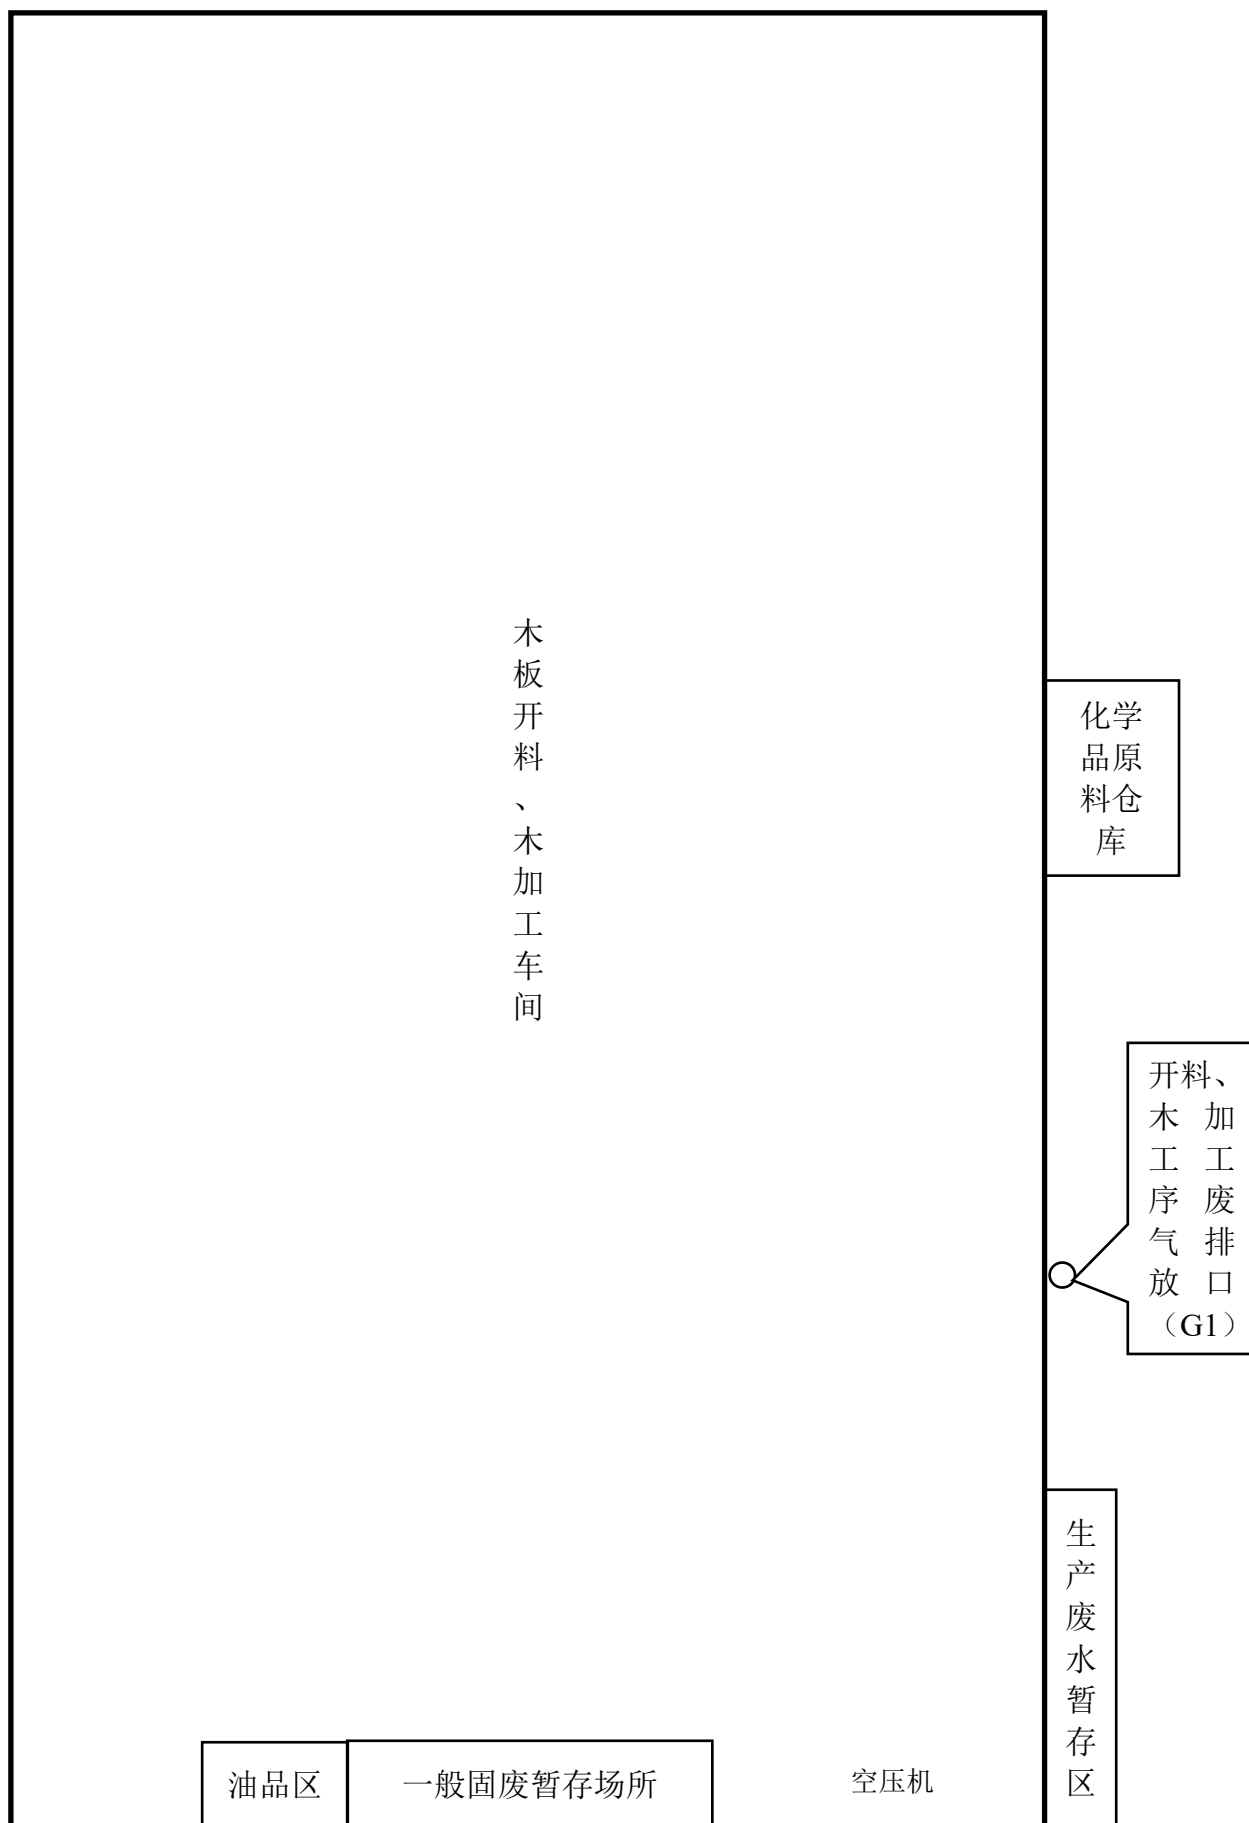 木板开料、木加工车间
化学
品原
料仓
库
开料、
木加
工工
序废
气排
放口
（G1）
生产废水暂存区
油品区
一般固废暂存场所
空压机